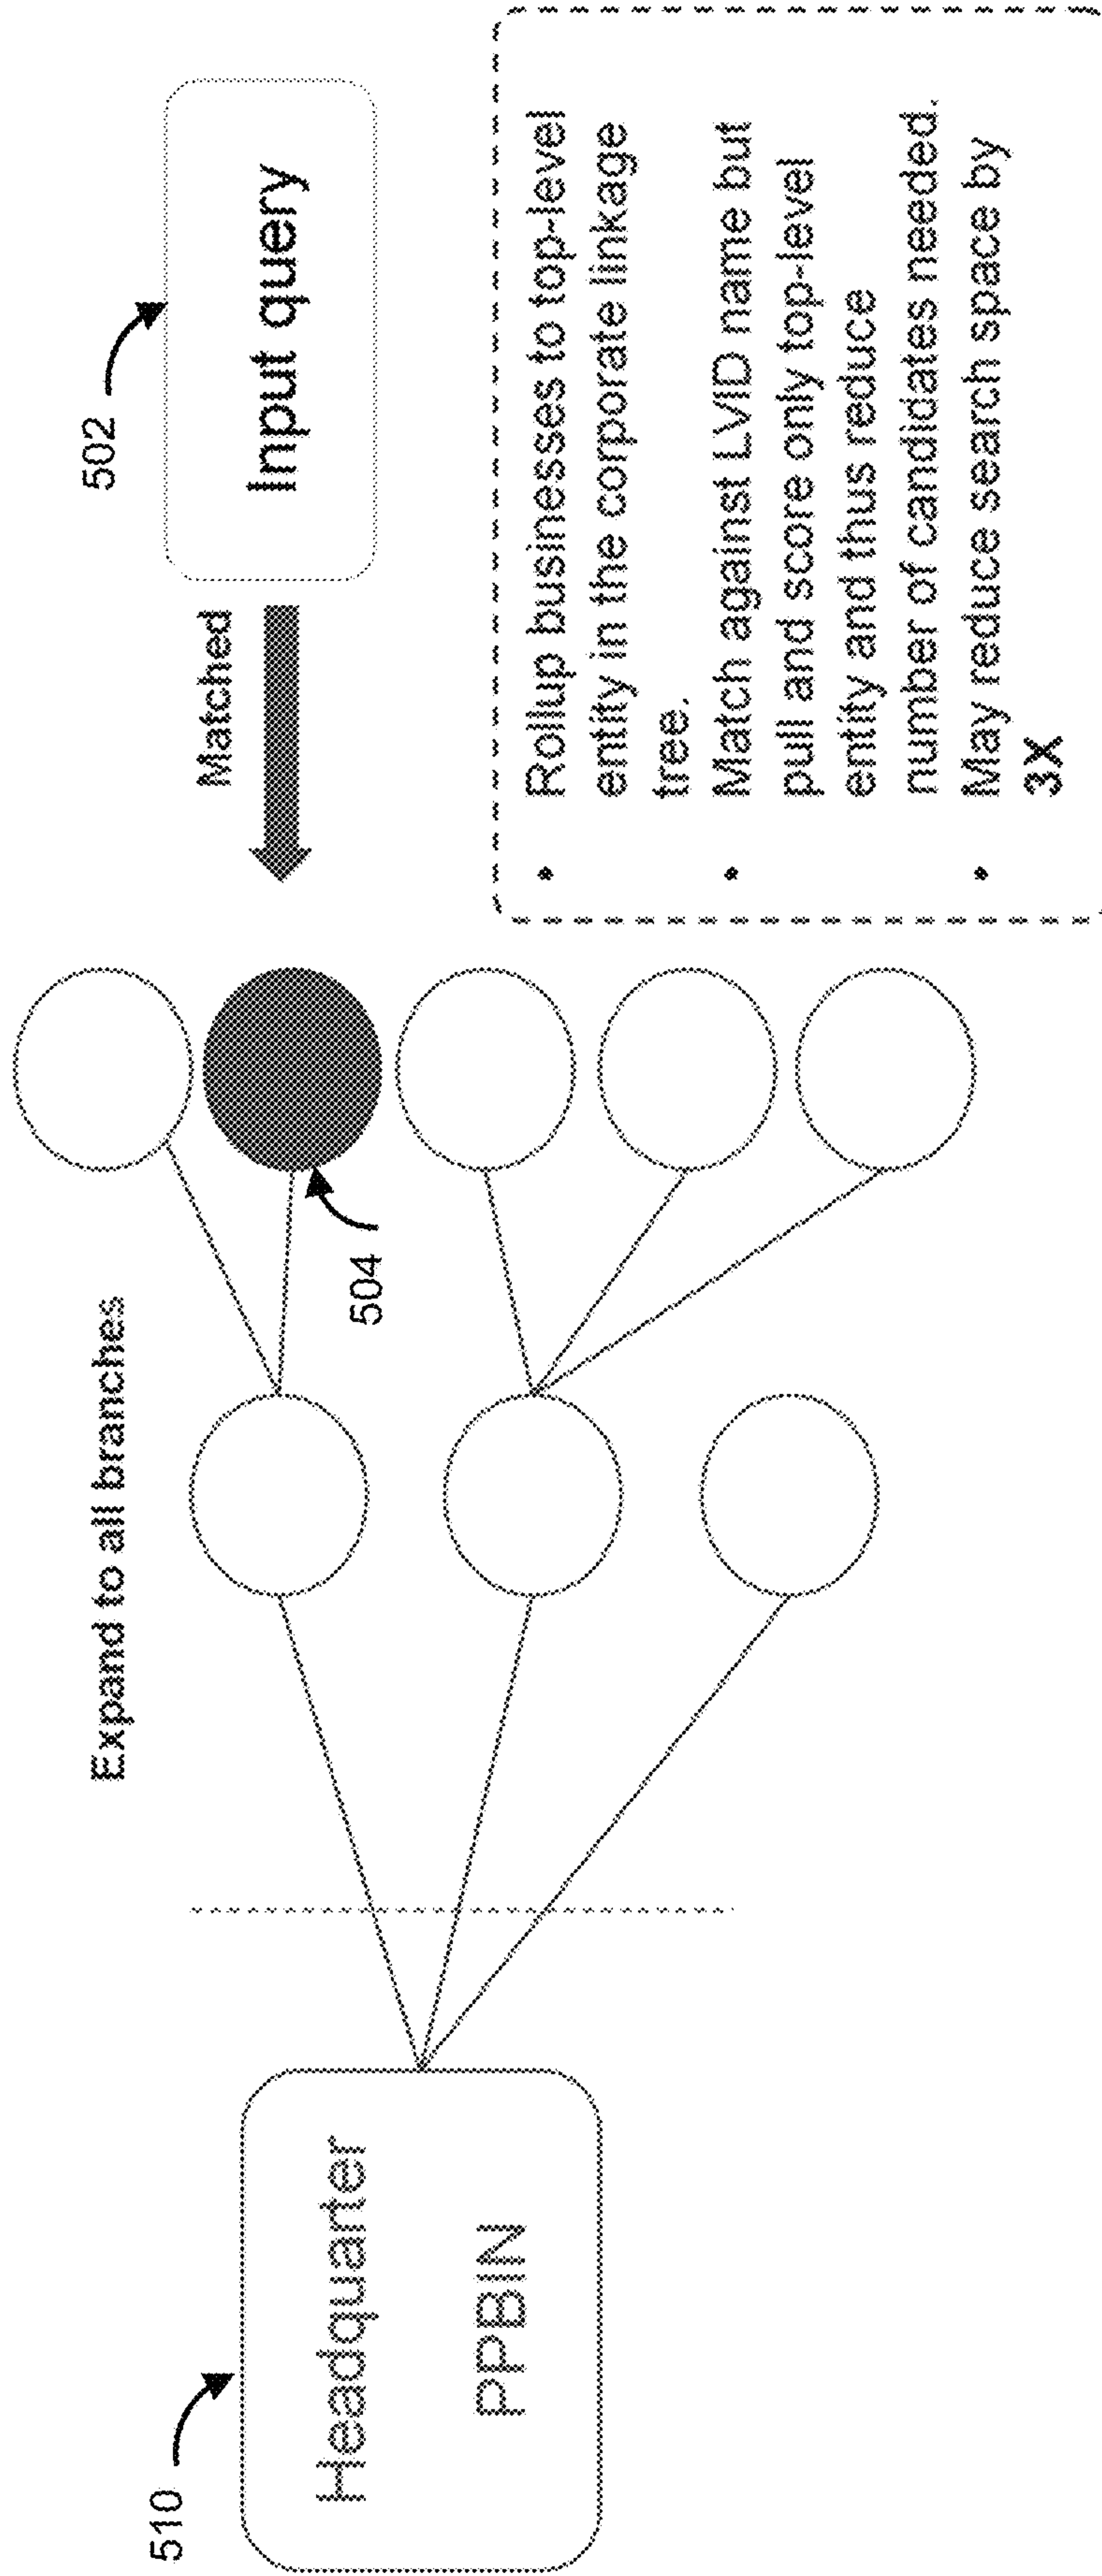 510
Headquarter
PPBIN
Expand to all branches
504
Matched
502
Input query
• Rollup businesses to top-level
entity in the corporate linkage
tree.
• Match against LVID name but
pull and score only top-level
entity and thus reduce
number of candidates needed.
• May reduce search space by
3X